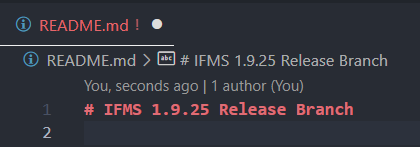 README.md !
README.md > # IFMS 1.9.25 Release Branch
You, seconds ago | 1 author (You)
1 # IFMS 1.9.25 Release Branch
2